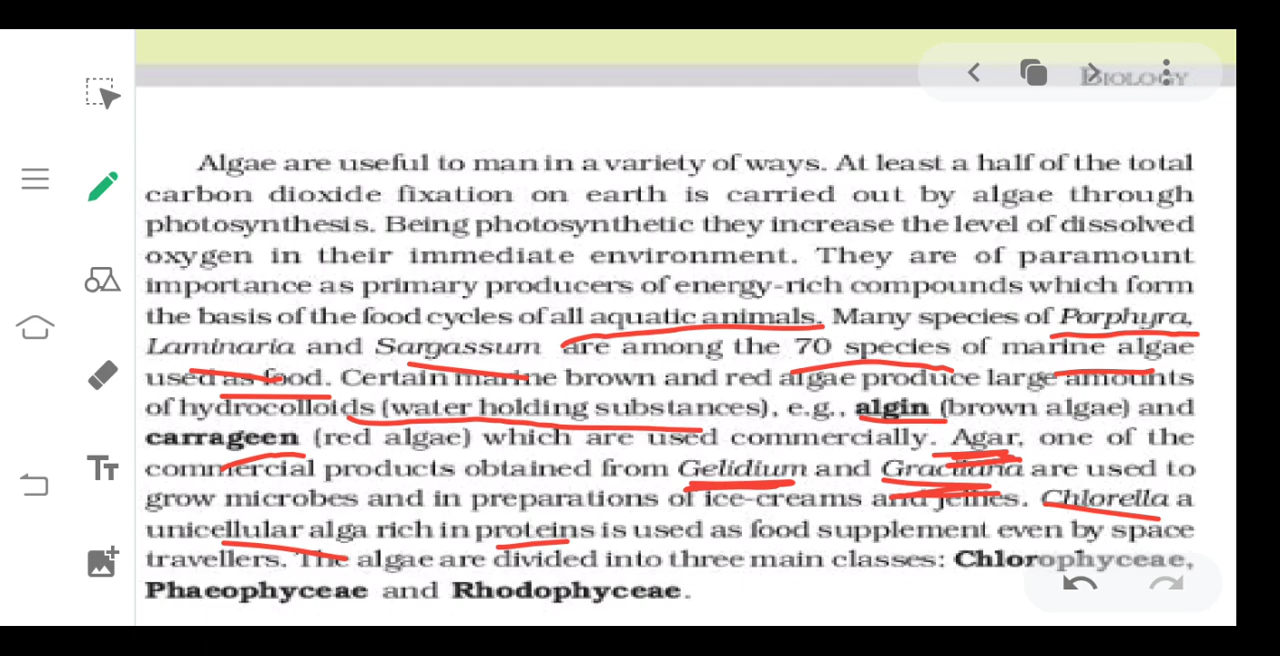 BIOLOGY
Algae are useful to man in a variety of ways. At least a half of the total
carbon dioxide fixation on earth is carried out by algae through
photosynthesis. Being photosynthetic they increase the level of dissolved
oxygen in their immediate environment. They are of paramount
importance as primary producers of energy-rich compounds which form
the basis of the food cycles of all aquatic animals. Many species of Porphyra,
Laminaria and Sargassum are among the 70 species of marine algae
used as food. Certain marine brown and red algae produce large amounts
of hydrocolloids (water holding substances), e.g., algin (brown algae) and
carrageen (red algae) which are used commercially. Agar, one of the
commercial products obtained from Gelidium and Gracilaria are used to
grow microbes and in preparations of ice-creams and jellies. Chlorella a
unicellular alga rich in proteins is used as food supplement even by space
travellers. The algae are divided into three main classes: Chlorophyceae,
Phaeophyceae and Rhodophyceae.
TT